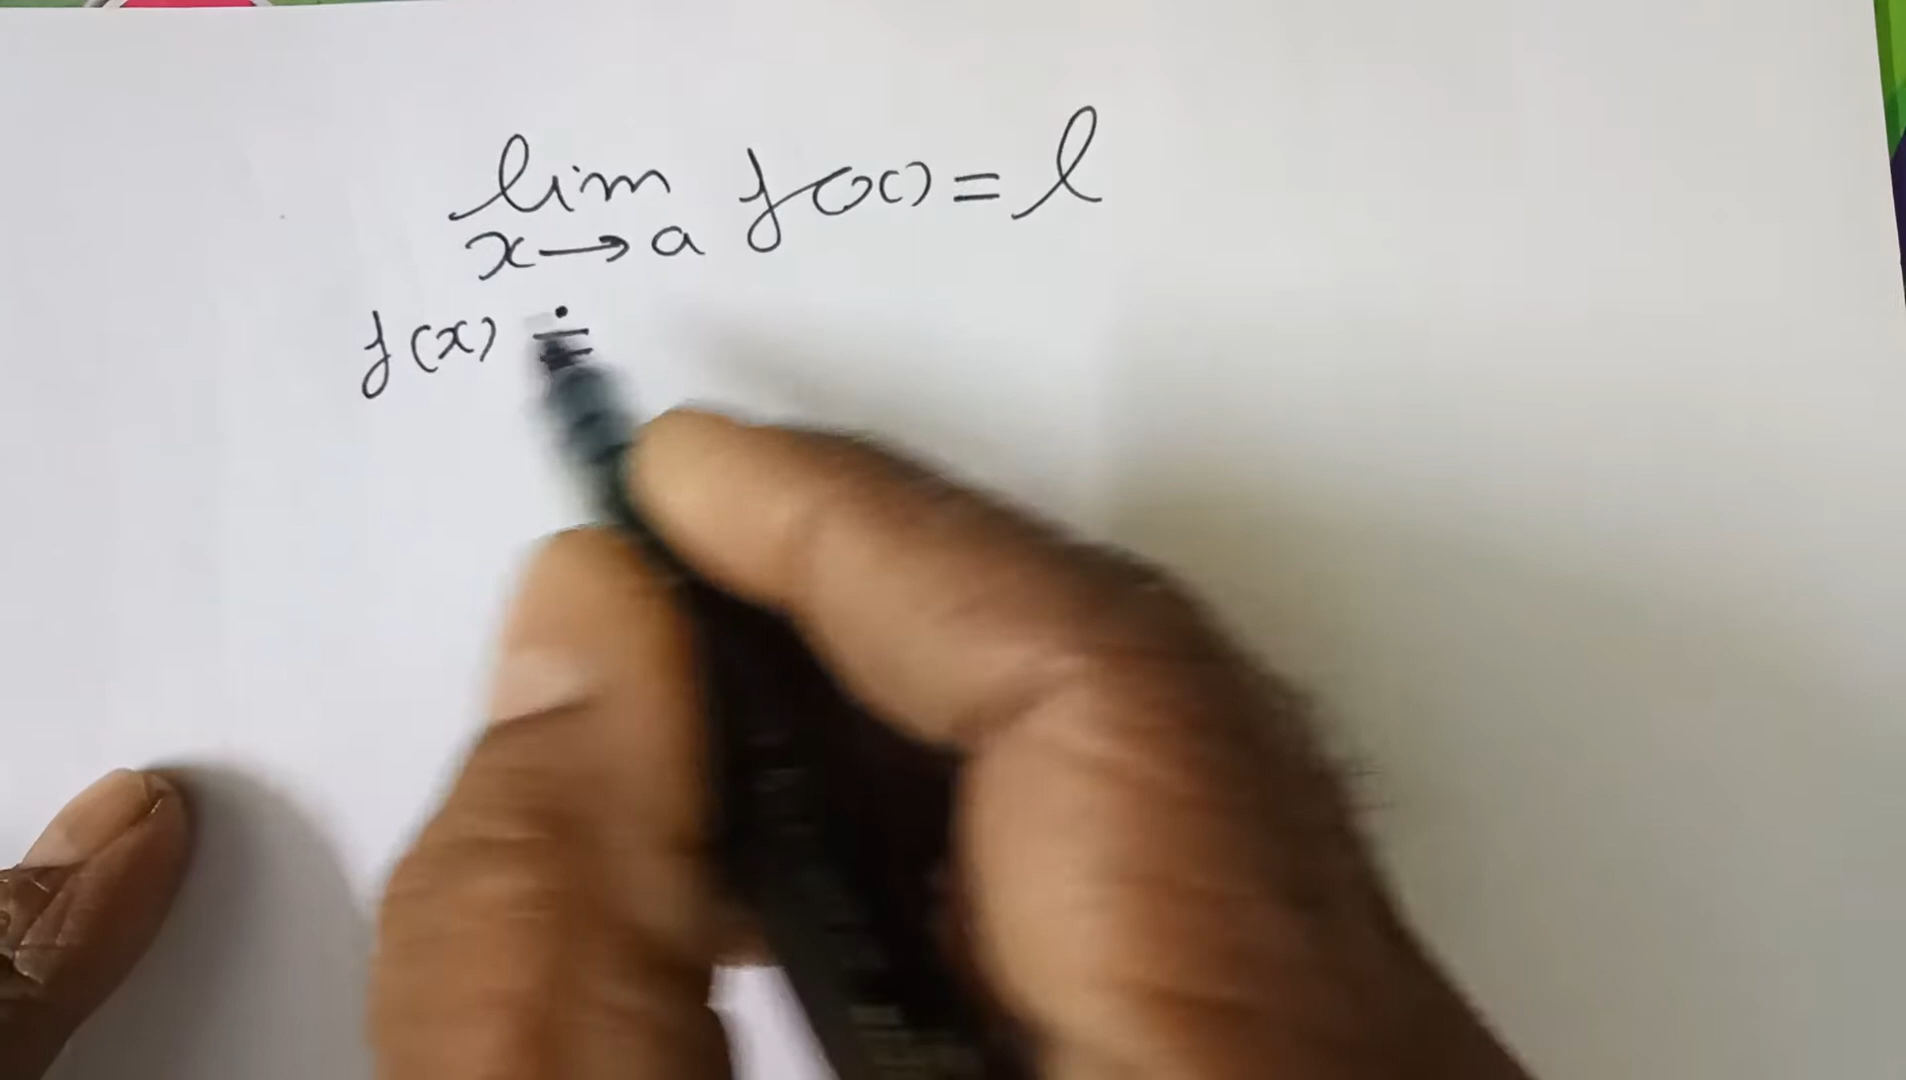 lim f(x) = l
x → a
f(x) ≐